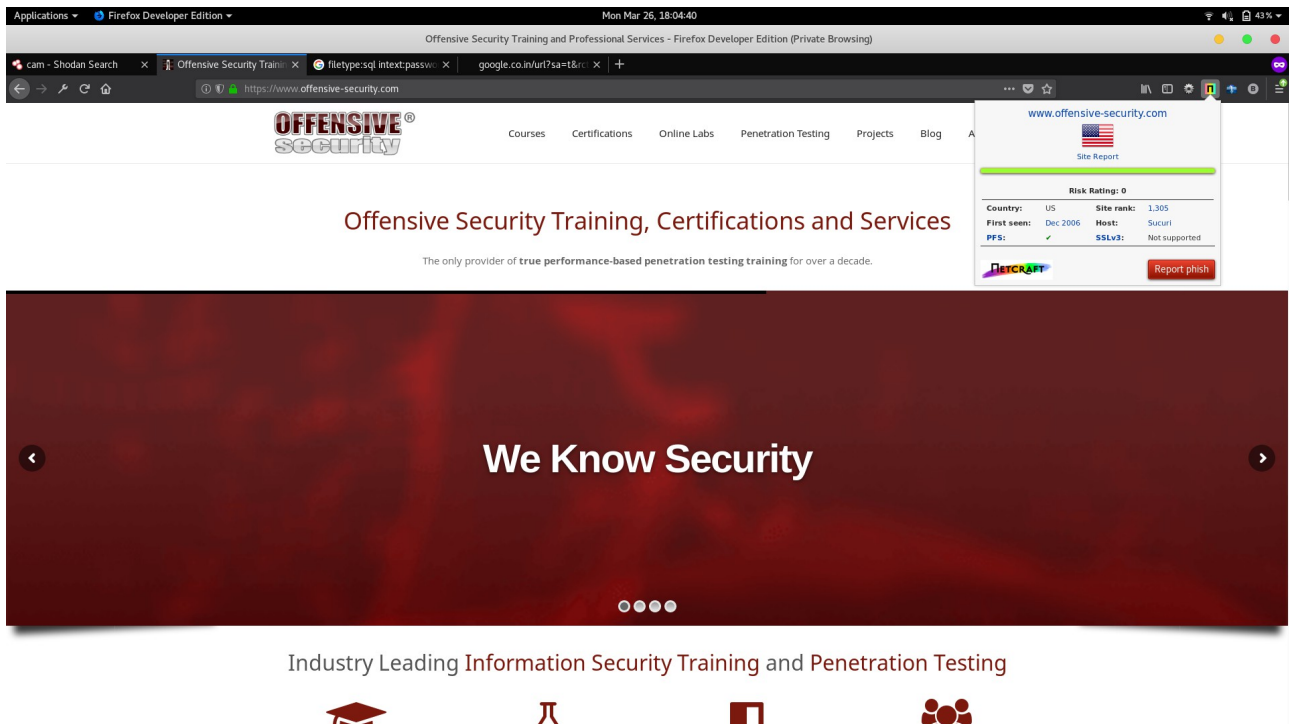 Applications Firefox Developer Edition Mon Mar 26, 18:04:40 43%
Offensive Security Training and Professional Services - Firefox Developer Edition (Private Browsing)
cam - Shodan Search Offensive Security Trainin filetype:sql intext:passwo google.co.in/url?sa=t&rc
https://www.offensive-security.com
OFFENSIVE®
security
Courses Certifications Online Labs Penetration Testing Projects Blog A
www.offensive-security.com
Site Report
Risk Rating: 0
Country: US Site rank: 1,305
First seen: Dec 2006 Host: Sucuri
PFS: ✔ SSLv3: Not supported
NETCRAFT Report phish
Offensive Security Training, Certifications and Services
The only provider of true performance-based penetration testing training for over a decade.
We Know Security
Industry Leading Information Security Training and Penetration Testing